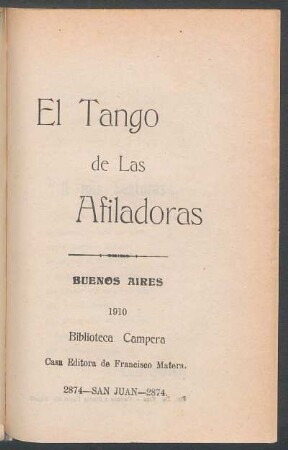 El Tango
de Las
Afiladoras
BUENOS AIRES
1910
Biblioteca Campera
Casa Editora de Francisco Matera.
2874—SAN JUAN—2874